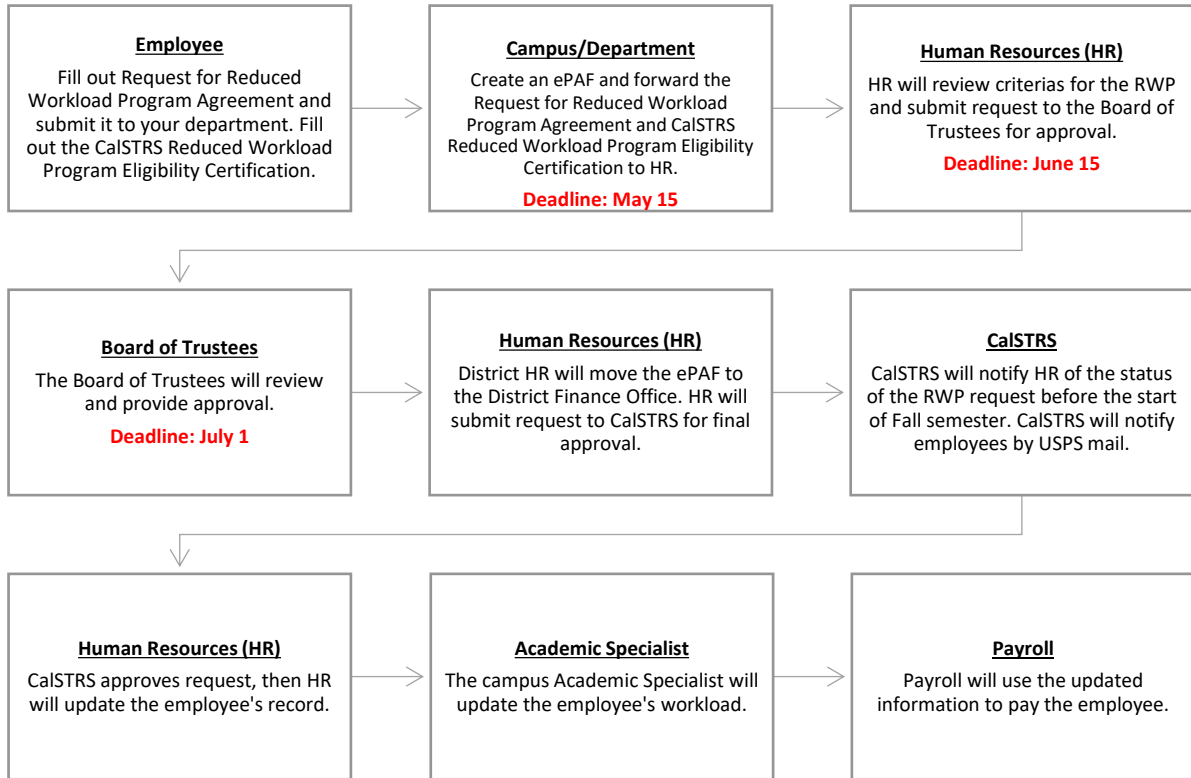 Employee
Fill out Request for Reduced
Workload Program Agreement and
submit it to your department. Fill
out the CalSTRS Reduced Workload
Program Eligibility Certification.
Campus/Department
Create an ePAF and forward the
Request for Reduced Workload
Program Agreement and CalSTRS
Reduced Workload Program Eligibility
Certification to HR.
Deadline: May 15
Human Resources (HR)
HR will review criterias for the RWP
and submit request to the Board of
Trustees for approval.
Deadline: June 15
Board of Trustees
The Board of Trustees will review
and provide approval.
Deadline: July 1
Human Resources (HR)
District HR will move the ePAF to
the District Finance Office. HR will
submit request to CalSTRS for final
approval.
CalSTRS
CalSTRS will notify HR of the status
of the RWP request before the start
of Fall semester. CalSTRS will notify
employees by USPS mail.
Human Resources (HR)
CalSTRS approves request, then HR
will update the employee's record.
Academic Specialist
The campus Academic Specialist will
update the employee's workload.
Payroll
Payroll will use the updated
information to pay the employee.